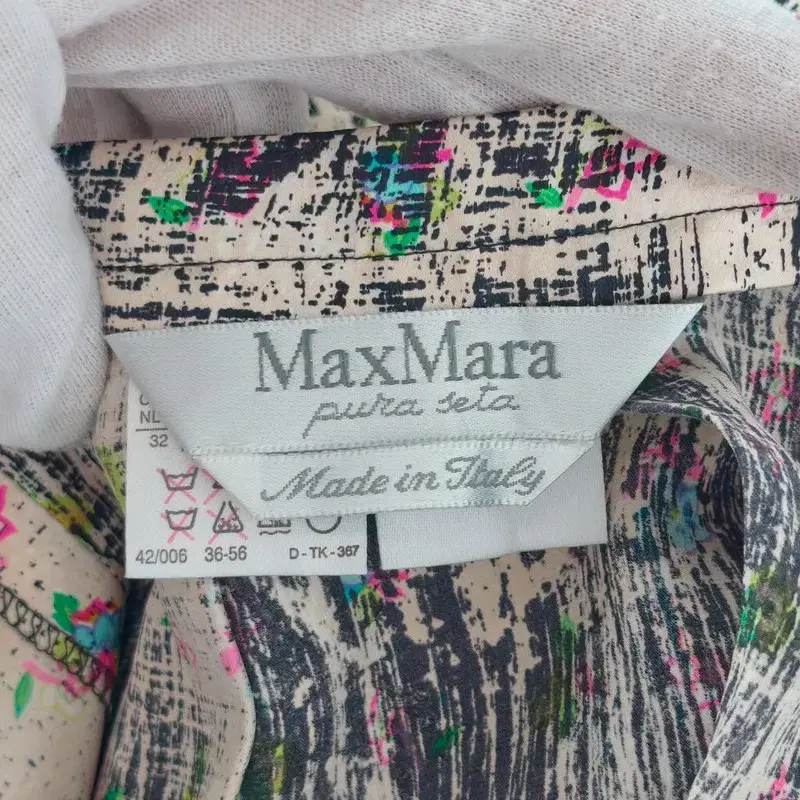 MaxMara
pura seta
Made in Italy
NL
32
42/006 36-56 D-TK-367